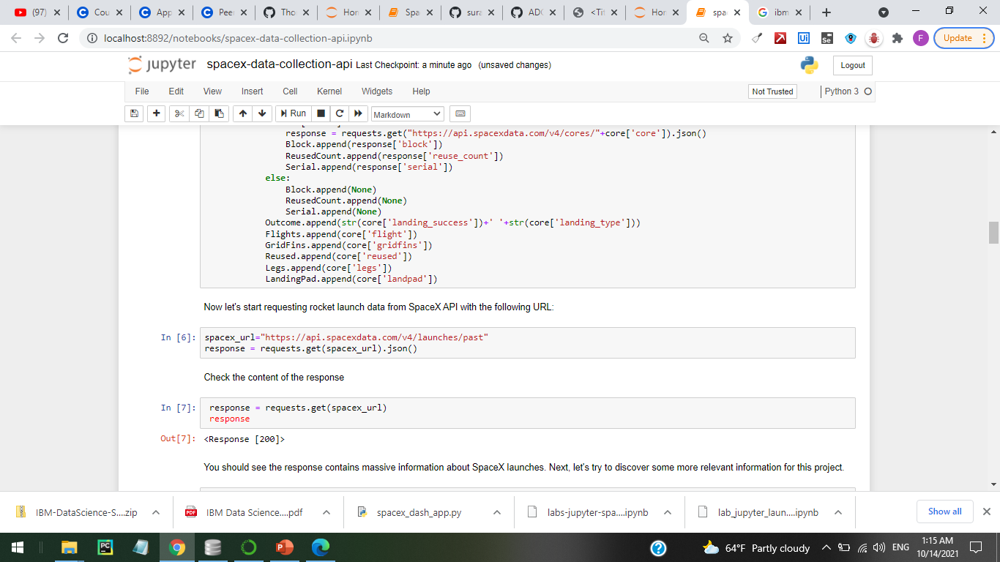 (97)
Cou
App
Peer
Tho
Hon
Spa
sura
ADC
<Tit
Hor
spac
ibm
localhost:8892/notebooks/spacex-data-collection-api.ipynb
Update
jupyter spacex-data-collection-api Last Checkpoint: a minute ago (unsaved changes)
Logout
File Edit View Insert Cell Kernel Widgets Help
Not Trusted
Python 3
Run
Markdown
response = requests.get("https://api.spacexdata.com/v4/cores/"+core['core']).json()
Block.append(response['block'])
ReusedCount.append(response['reuse_count'])
Serial.append(response['serial'])
else:
Block.append(None)
ReusedCount.append(None)
Serial.append(None)
Outcome.append(str(core['landing_success'])+' '+str(core['landing_type']))
Flights.append(core['flight'])
GridFins.append(core['gridfins'])
Reused.append(core['reused'])
Legs.append(core['legs'])
LandingPad.append(core['landpad'])
Now let's start requesting rocket launch data from SpaceX API with the following URL:
In [6]: spacex_url="https://api.spacexdata.com/v4/launches/past"
response = requests.get(spacex_url).json()
Check the content of the response
In [7]: response = requests.get(spacex_url)
response
Out[7]: <Response [200]>
You should see the response contains massive information about SpaceX launches. Next, let's try to discover some more relevant information for this project.
IBM-DataScience-S....zip
IBM Data Science....pdf
spacex_dash_app.py
labs-jupyter-spa....ipynb
lab_jupyter_laun....ipynb
Show all
64°F Partly cloudy
ENG
1:15 AM
10/14/2021